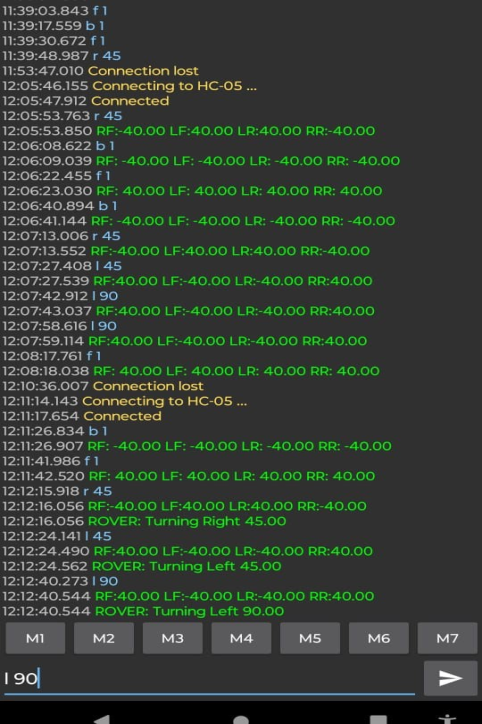 11:39:03.843 f 1
11:39:17.559 b 1
11:39:30.672 f 1
11:39:48.987 r 45
11:53:47.010 Connection lost
12:05:46.155 Connecting to HC-05 ...
12:05:47.912 Connected
12:05:53.763 r 45
12:05:53.850 RF:-40.00 LF:40.00 LR:40.00 RR:-40.00
12:06:08.622 b 1
12:06:09.039 RF: -40.00 LF: -40.00 LR: -40.00 RR: -40.00
12:06:22.455 f 1
12:06:23.030 RF: 40.00 LF: 40.00 LR: 40.00 RR: 40.00
12:06:40.894 b 1
12:06:41.144 RF: -40.00 LF: -40.00 LR: -40.00 RR: -40.00
12:07:13.006 r 45
12:07:13.552 RF:-40.00 LF:40.00 LR:40.00 RR:-40.00
12:07:27.408 l 45
12:07:27.539 RF:40.00 LF:-40.00 LR:-40.00 RR:40.00
12:07:42.912 l 90
12:07:43.037 RF:40.00 LF:-40.00 LR:-40.00 RR:40.00
12:07:58.616 l 90
12:07:59.114 RF:40.00 LF:-40.00 LR:-40.00 RR:40.00
12:08:17.761 f 1
12:08:18.038 RF: 40.00 LF: 40.00 LR: 40.00 RR: 40.00
12:10:36.007 Connection lost
12:11:14.143 Connecting to HC-05 ...
12:11:17.654 Connected
12:11:26.834 b 1
12:11:26.907 RF: -40.00 LF: -40.00 LR: -40.00 RR: -40.00
12:11:41.986 f 1
12:11:42.520 RF: 40.00 LF: 40.00 LR: 40.00 RR: 40.00
12:12:15.918 r 45
12:12:16.056 RF:-40.00 LF:40.00 LR:40.00 RR:-40.00
12:12:16.056 ROVER: Turning Right 45.00
12:12:24.141 l 45
12:12:24.490 RF:40.00 LF:-40.00 LR:-40.00 RR:40.00
12:12:24.562 ROVER: Turning Left 45.00
12:12:40.273 l 90
12:12:40.544 RF:40.00 LF:-40.00 LR:-40.00 RR:40.00
12:12:40.544 ROVER: Turning Left 90.00
M1 M2 M3 M4 M5 M6 M7
l 90